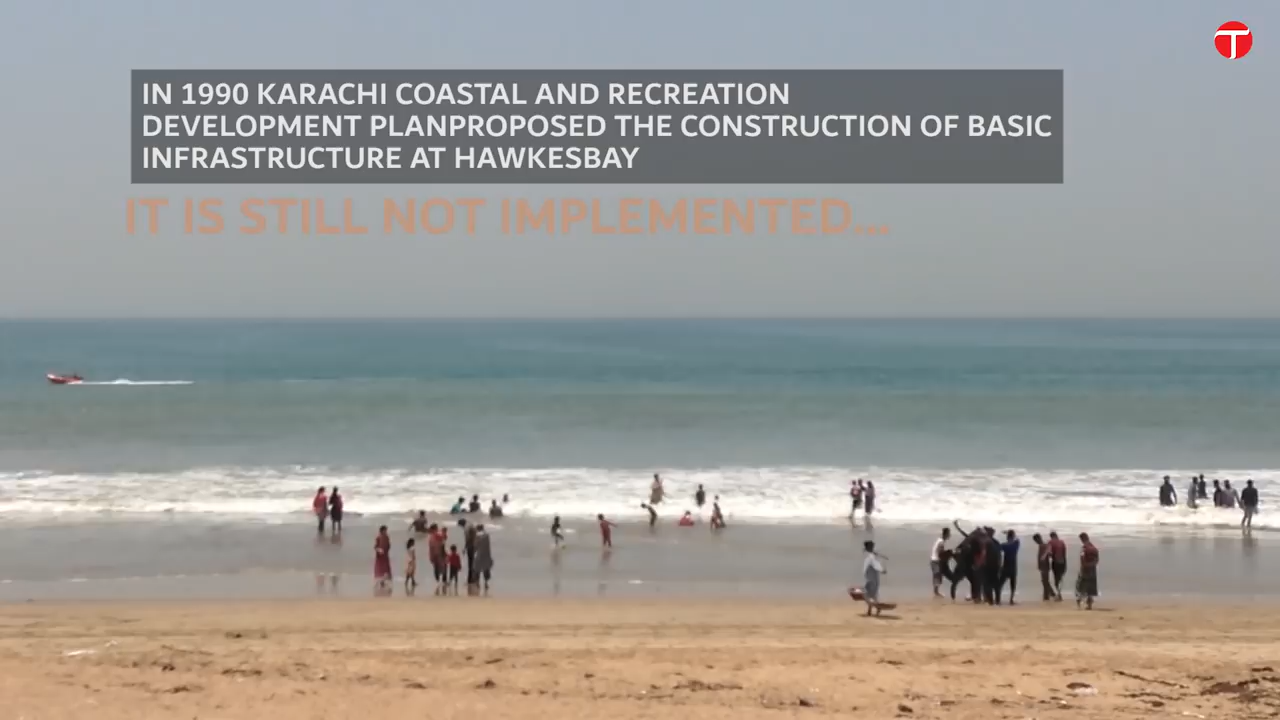 T
IN 1990 KARACHI COASTAL AND RECREATION
DEVELOPMENT PLANPROPOSED THE CONSTRUCTION OF BASIC
INFRASTRUCTURE AT HAWKESBAY
IT IS STILL NOT IMPLEMENTED...